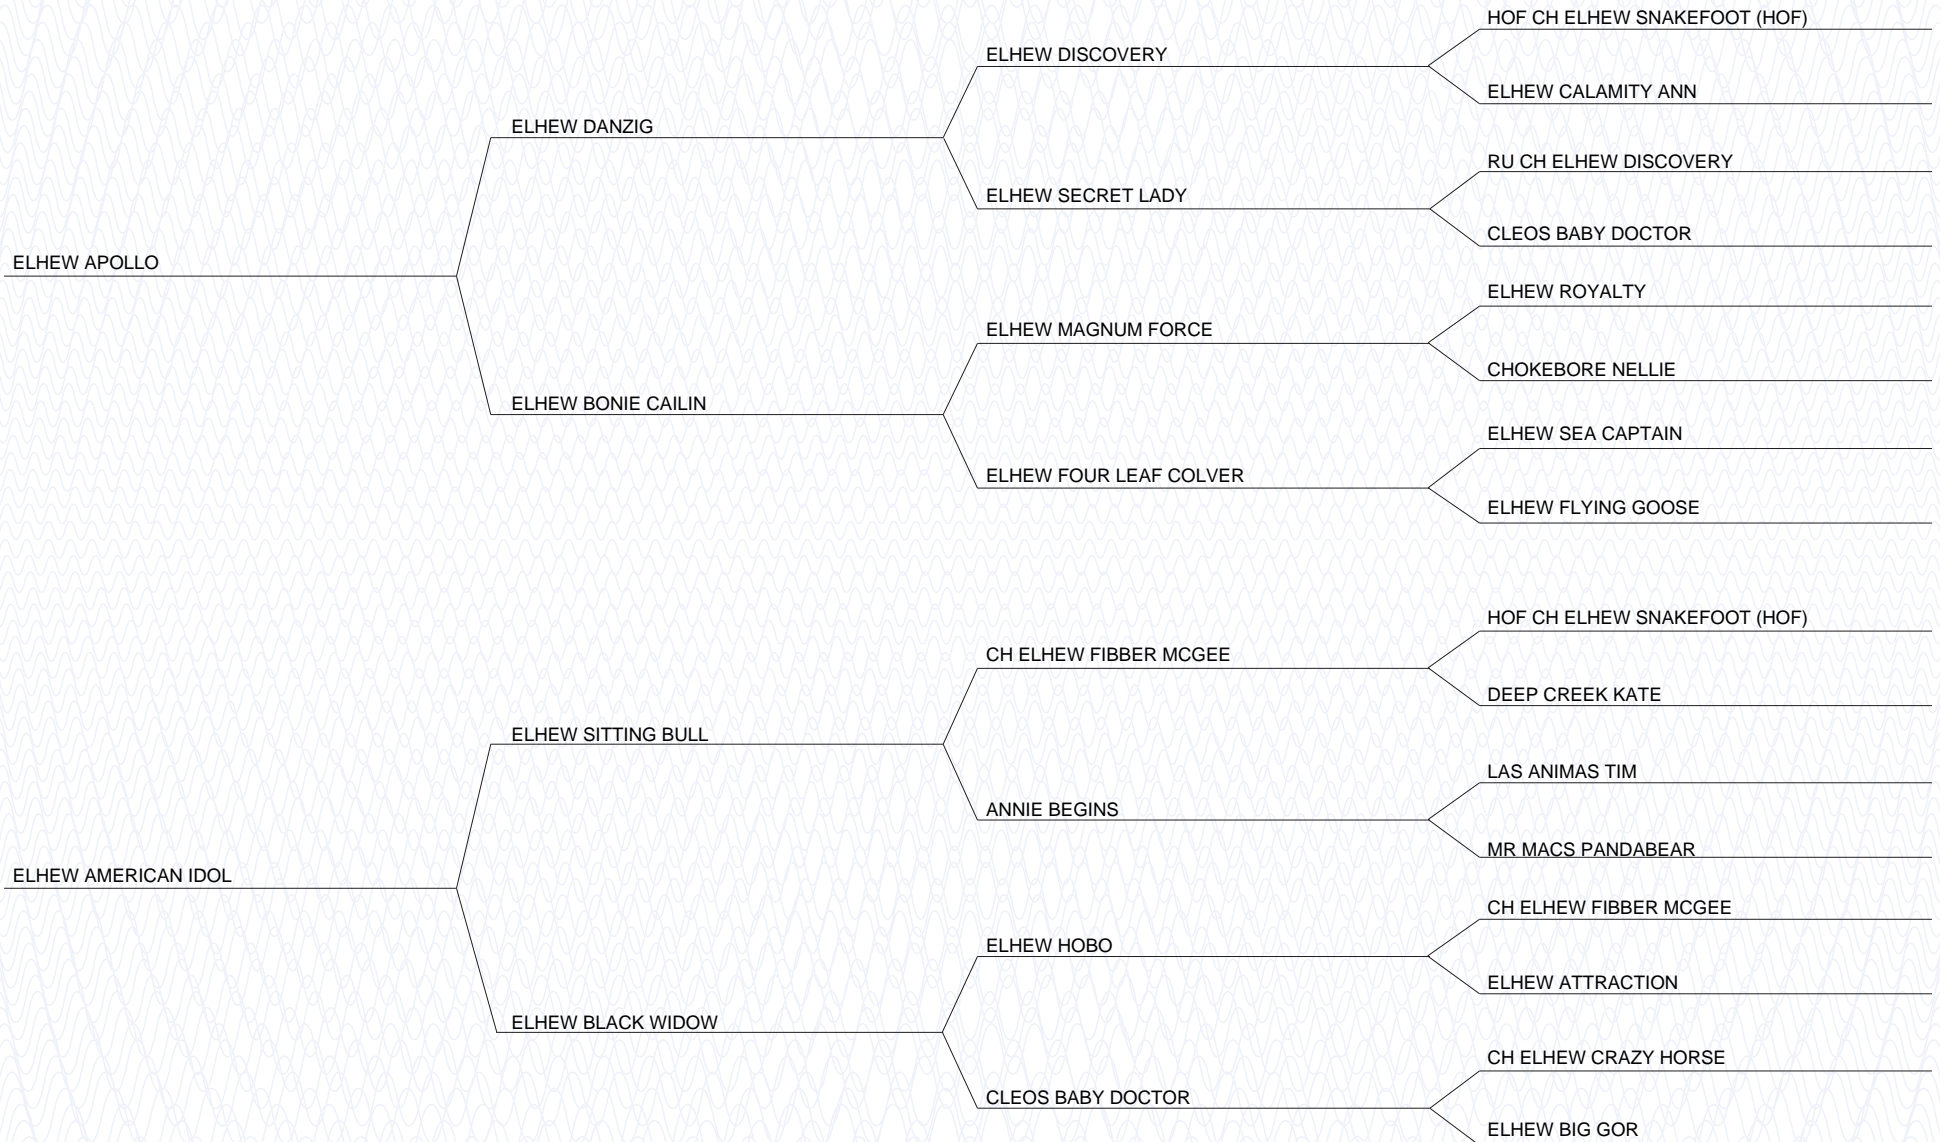 HOF CH ELHEW SNAKEFOOT (HOF)
ELHEW DISCOVERY
ELHEW CALAMITY ANN
ELHEW DANZIG
RU CH ELHEW DISCOVERY
ELHEW SECRET LADY
CLEOS BABY DOCTOR
ELHEW APOLLO
ELHEW ROYALTY
ELHEW MAGNUM FORCE
CHOKEBORE NELLIE
ELHEW BONIE CAILIN
ELHEW SEA CAPTAIN
ELHEW FOUR LEAF COLVER
ELHEW FLYING GOOSE
HOF CH ELHEW SNAKEFOOT (HOF)
CH ELHEW FIBBER MCGEE
DEEP CREEK KATE
ELHEW SITTING BULL
LAS ANIMAS TIM
ANNIE BEGINS
MR MACS PANDABEAR
ELHEW AMERICAN IDOL
CH ELHEW FIBBER MCGEE
ELHEW HOBO
ELHEW ATTRACTION
ELHEW BLACK WIDOW
CH ELHEW CRAZY HORSE
CLEOS BABY DOCTOR
ELHEW BIG GOR